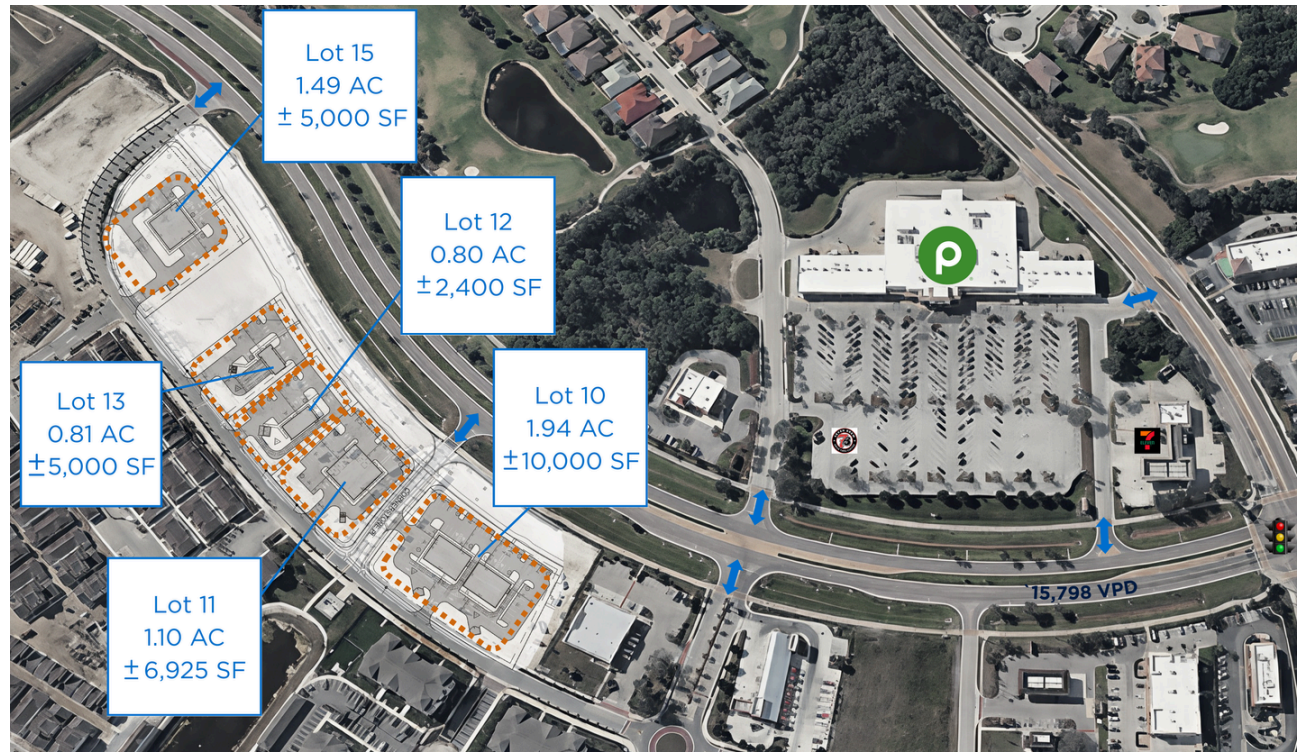 Lot 15
1.49 AC
± 5,000 SF
Lot 12
0.80 AC
±2,400 SF
Lot 13
0.81 AC
±5,000 SF
Lot 10
1.94 AC
±10,000 SF
Lot 11
1.10 AC
±6,925 SF
15,798 VPD
p
7